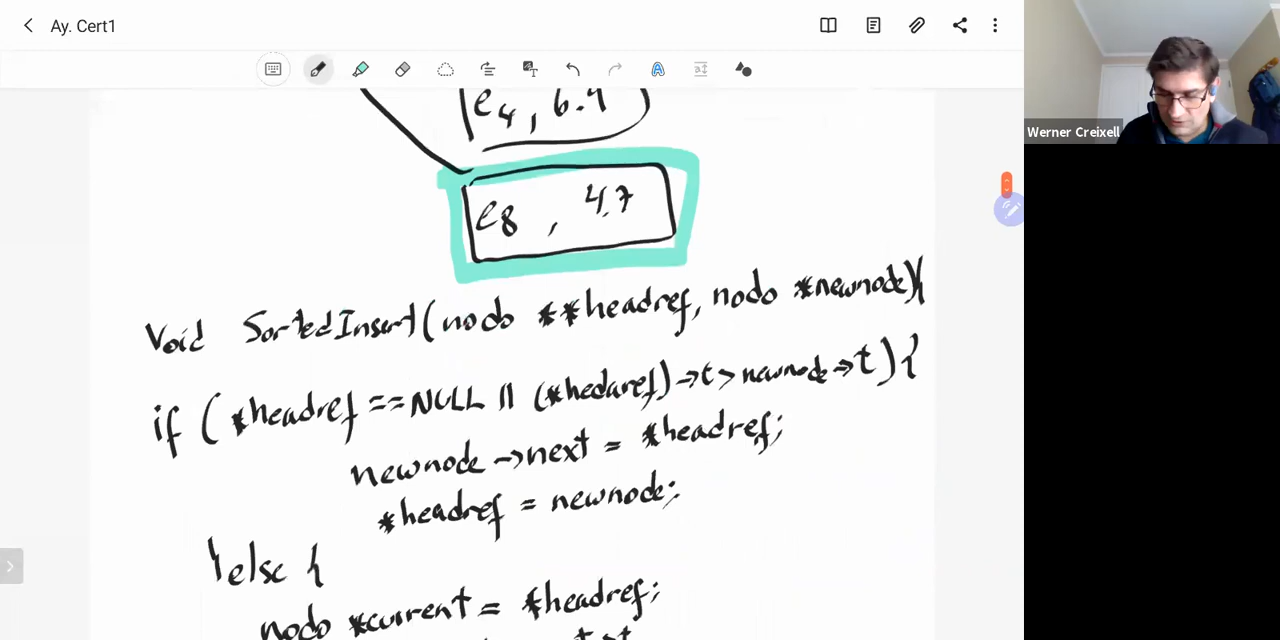 Ay. Cert1
e4, 6.4
Werner Creixell
e8 , 4.7
Void SortedInsert(nodo **headref, nodo *newnode){
if ( *headref ==NULL || (*hedaref)→t> newnode→t ) {
newnode→next = *headref;
*headref = newnode;
}else {
nodo *current = *headref;